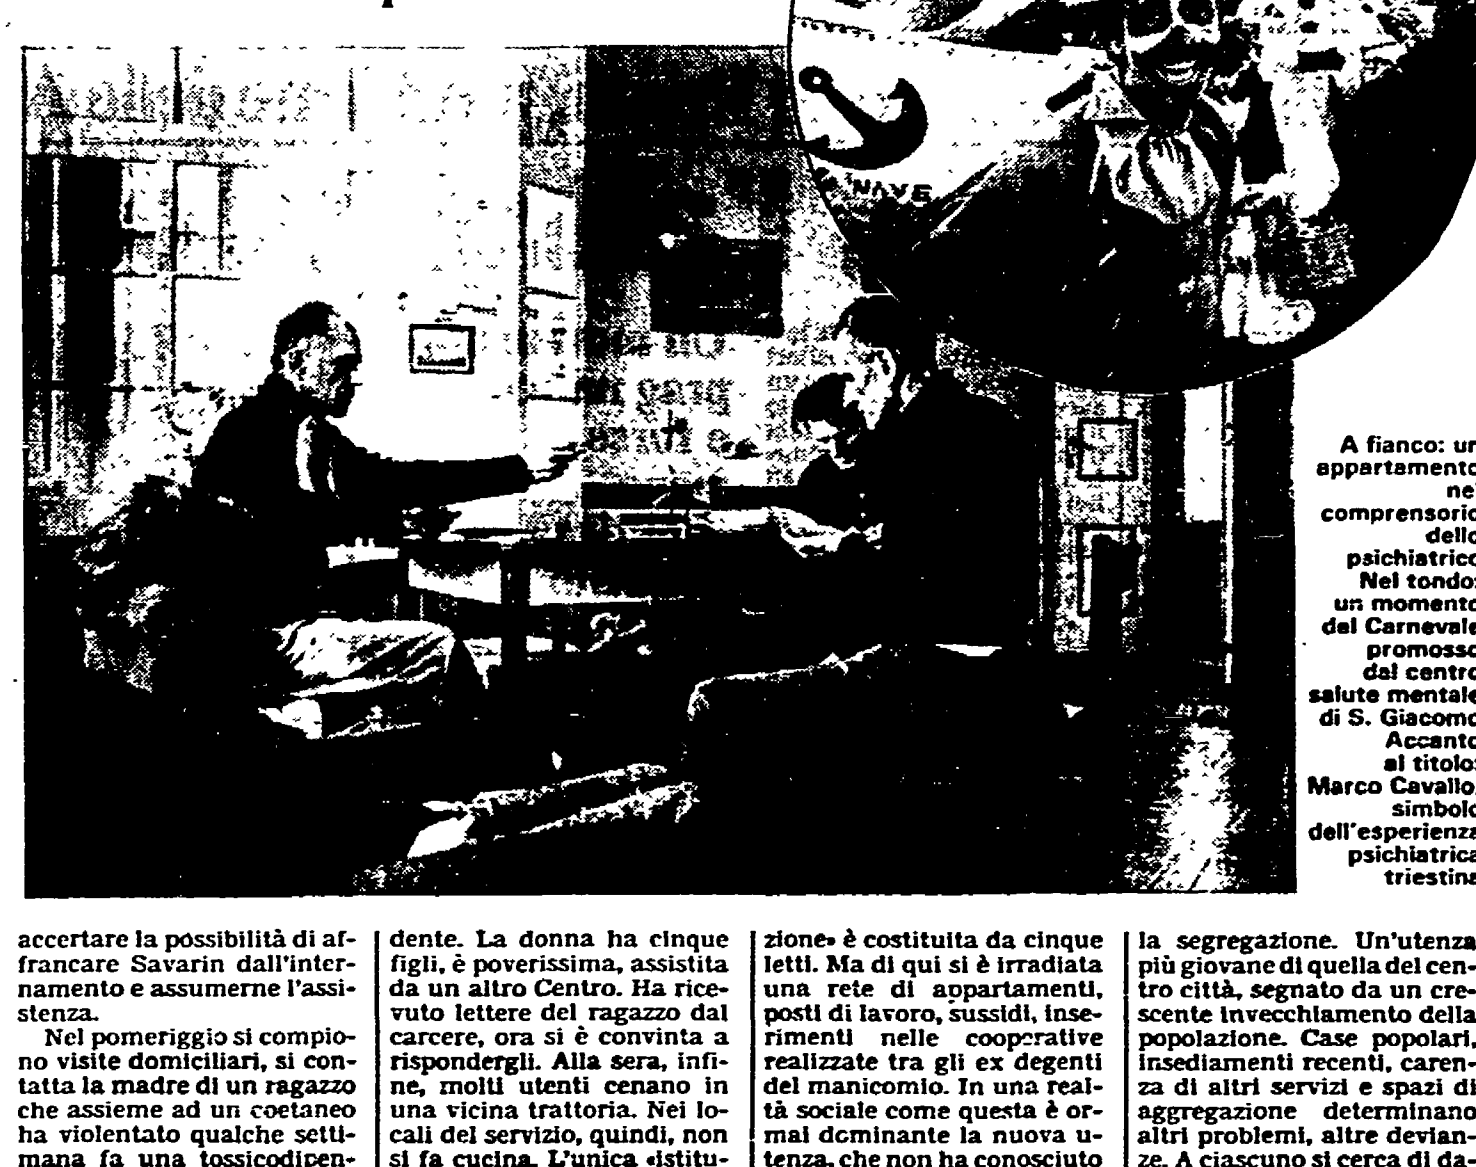 NAVE
A fianco: un
appartamento
nel
comprensorio
dello
psichiatrico
Nel tondo:
un momento
del Carnevale
promosso
dal centro
salute mentale
di S. Giacomo
Accanto
al titolo:
Marco Cavallo,
simbolo
dell'esperienza
psichiatrica
triestina
accertare la possibilità di af-
francare Savarin dall'inter-
namento e assumerne l'assi-
stenza.
Nel pomeriggio si compio-
no visite domiciliari, si con-
tatta la madre di un ragazzo
che assieme ad un coetaneo
ha violentato qualche setti-
mana fa una tossicodipen-
dente. La donna ha cinque
figli, è poverissima, assistita
da un altro Centro. Ha rice-
vuto lettere del ragazzo dal
carcere, ora si è convinta a
rispondergli. Alla sera, infi-
ne, molti utenti cenano in
una vicina trattoria. Nei lo-
cali del servizio, quindi, non
si fa cucina. L'unica «istitu-
zione» è costituita da cinque
letti. Ma di qui si è irradiata
una rete di appartamenti,
posti di lavoro, sussidi, inse-
rimenti nelle cooperative
realizzate tra gli ex degenti
del manicomio. In una real-
tà sociale come questa è or-
mai dominante la nuova u-
tenza, che non ha conosciuto
la segregazione. Un'utenza
più giovane di quella del cen-
tro città, segnato da un cre-
scente invecchiamento della
popolazione. Case popolari,
insediamenti recenti, caren-
za di altri servizi e spazi di
aggregazione determinano
altri problemi, altre devian-
ze. A ciascuno si cerca di da-